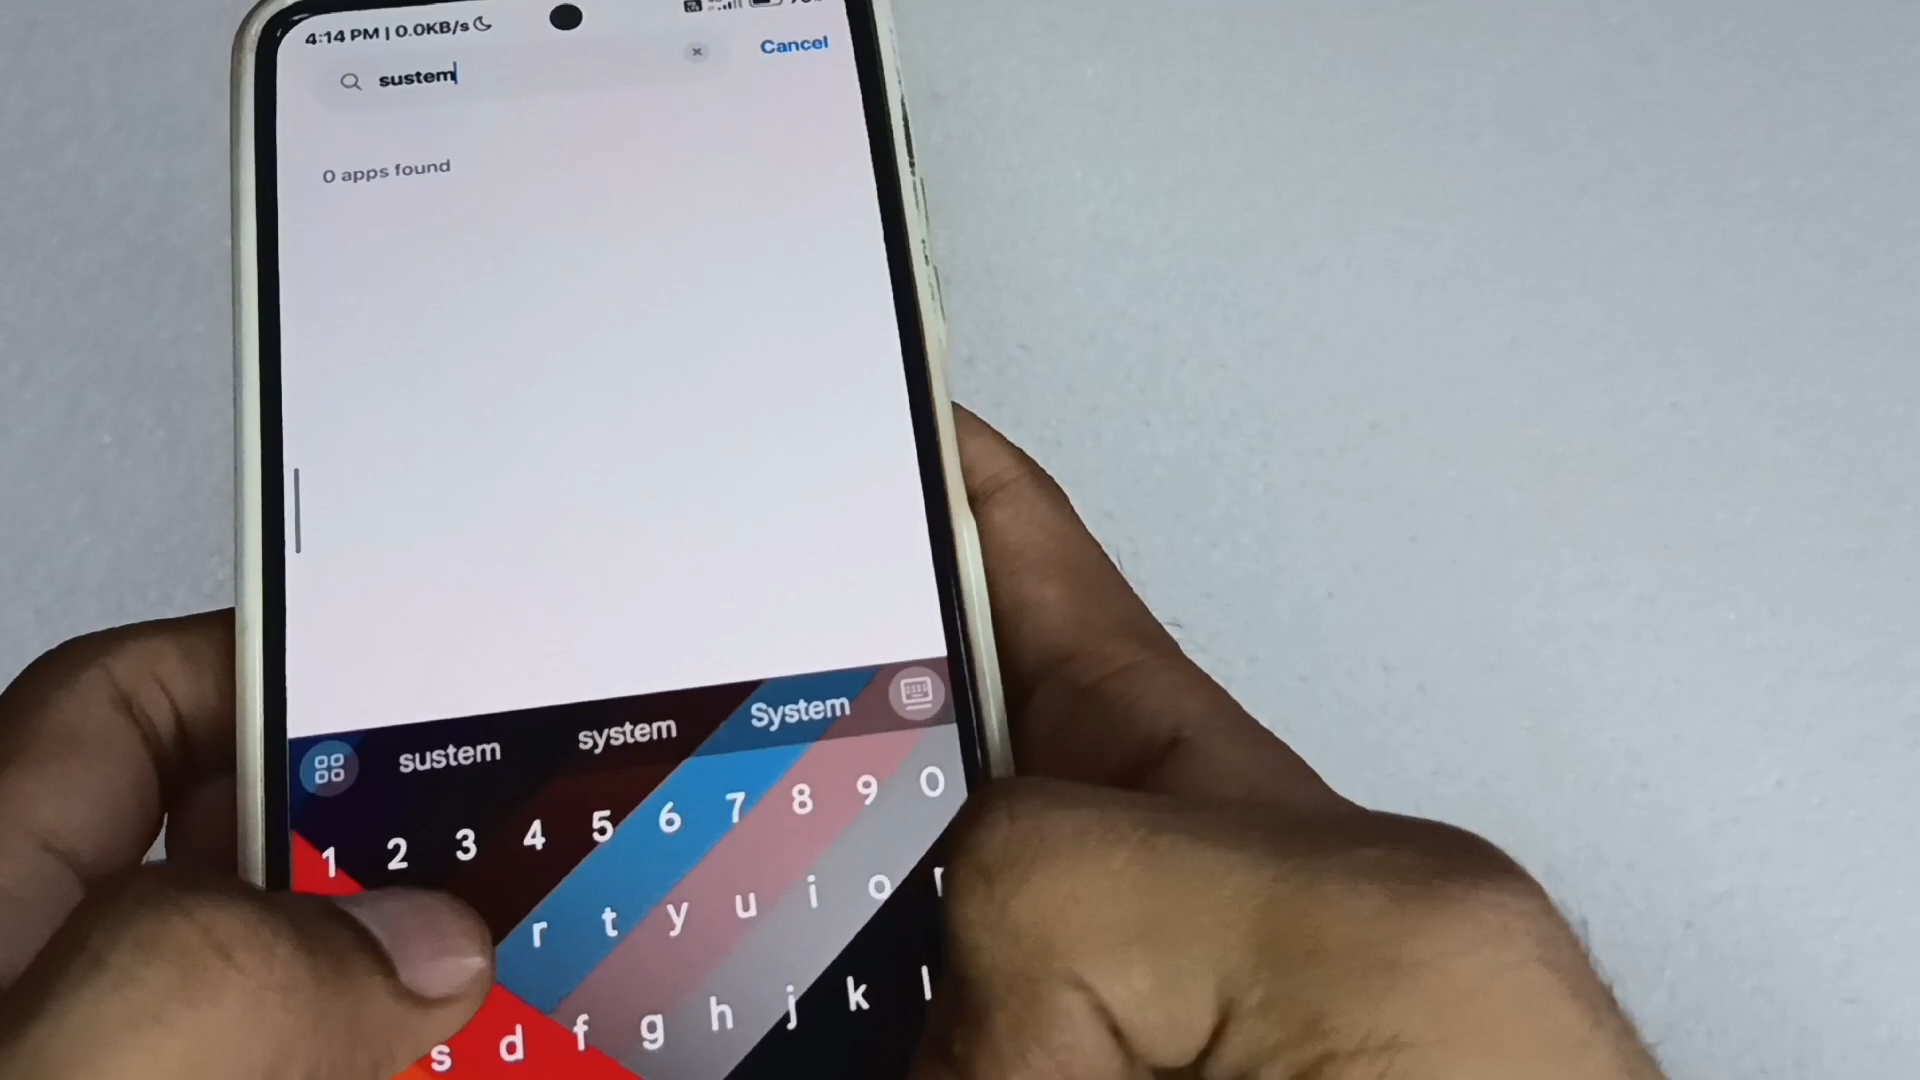 4:14 PM | 0.0KB/s
sustem
Cancel
0 apps found
sustem system System
1 2 3 4 5 6 7 8 9 0
r t y u i o
s d f g h j k l